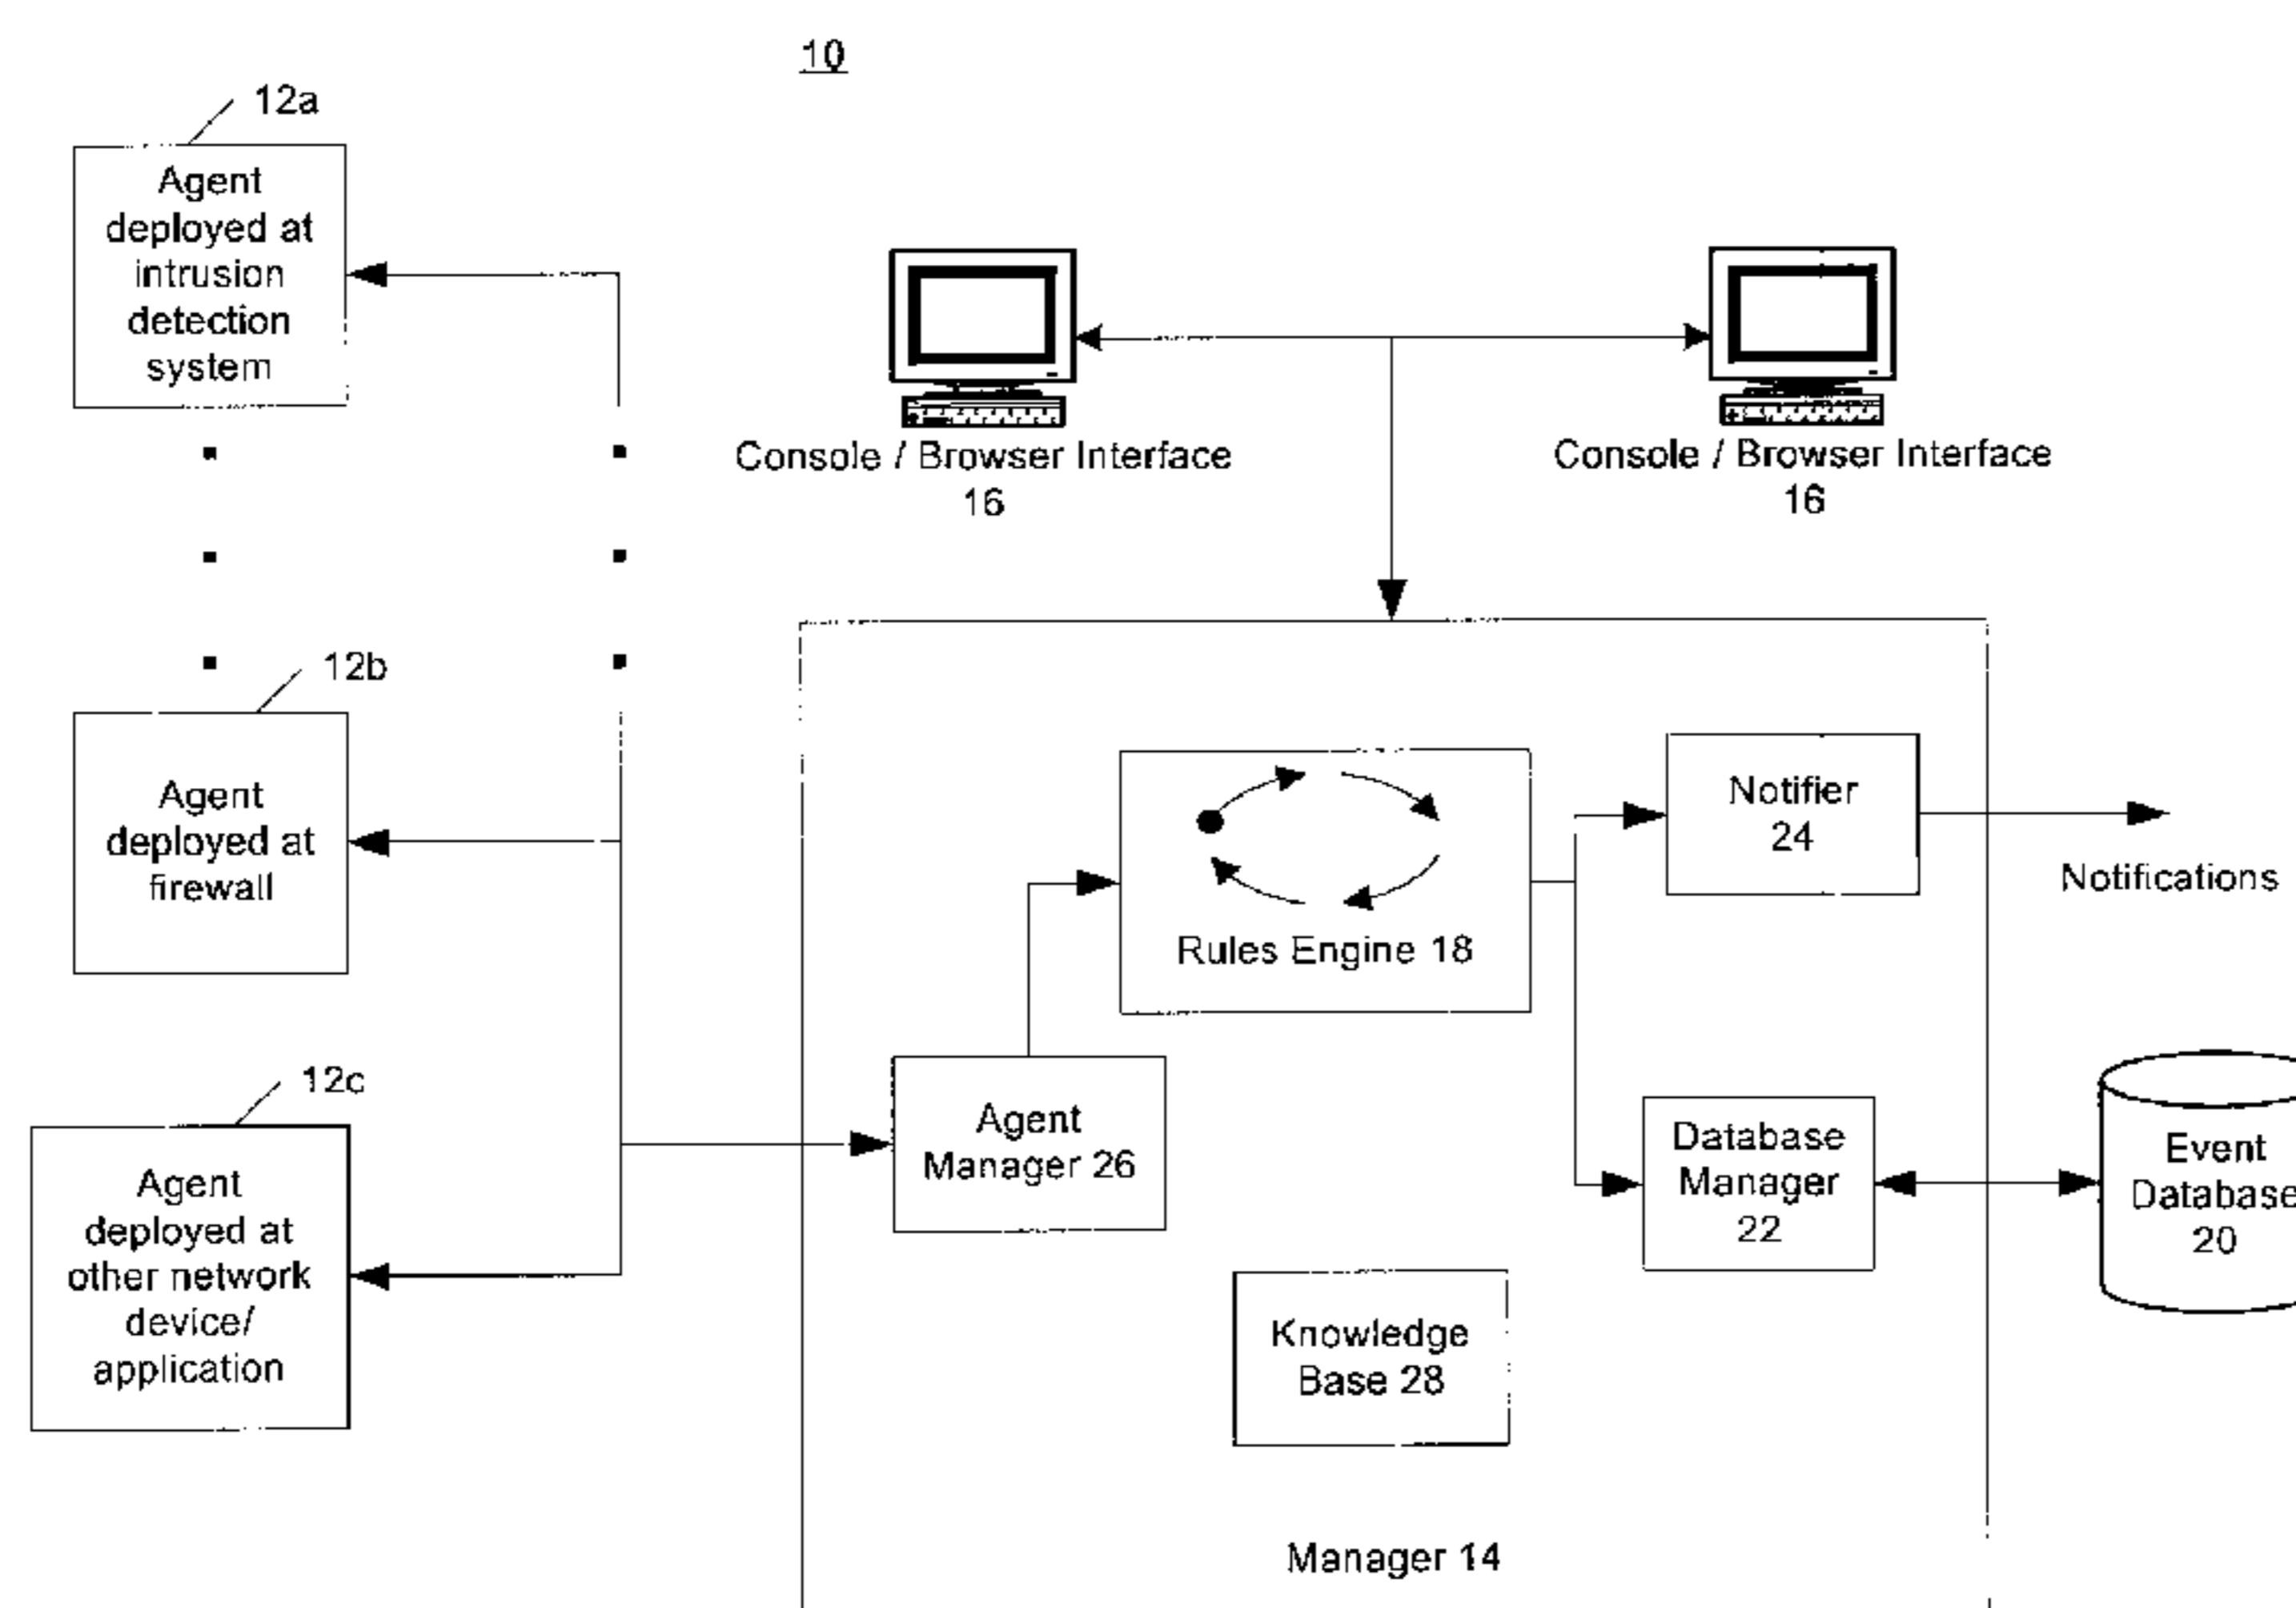 10
12a
Agent
deployed at
intrusion
detection
system
Console / Browser Interface
16
Console / Browser Interface
16
12b
Agent
deployed at
firewall
Rules Engine 18
Notifier
24
Notifications
12c
Agent
deployed at
other network
device/
application
Agent
Manager 26
Database
Manager
22
Event
Database
20
Knowledge
Base 28
Manager 14